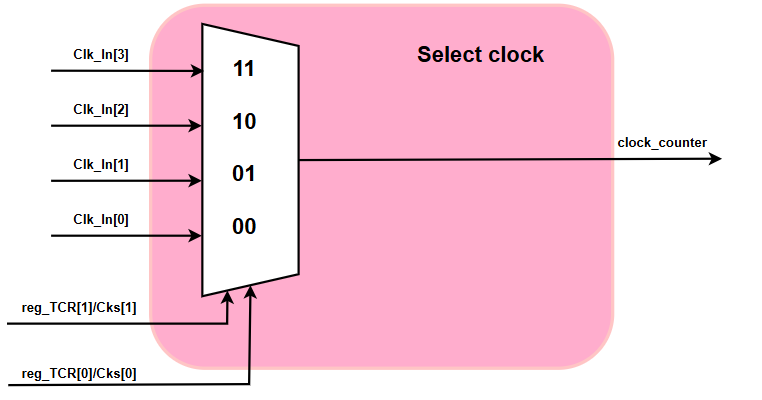 Select clock
Clk_In[3]
11
Clk_In[2]
10
clock_counter
Clk_In[1]
01
Clk_In[0]
00
reg_TCR[1]/Cks[1]
reg_TCR[0]/Cks[0]